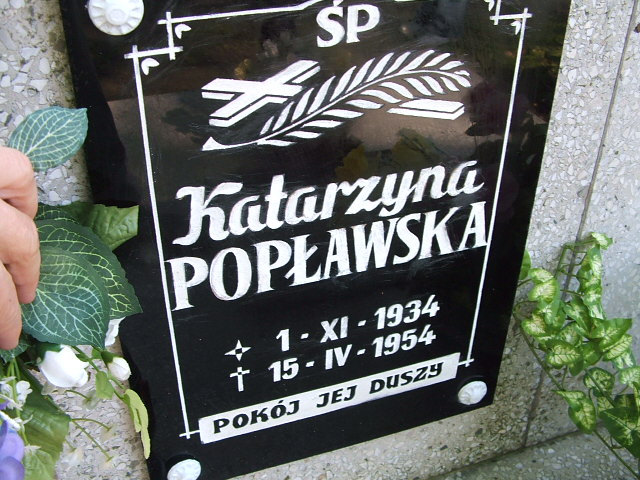 ŚP
Katarzyna
POPŁAWSKA
1 - XI - 1934
15 - IV - 1954
POKÓJ JEJ DUSZY